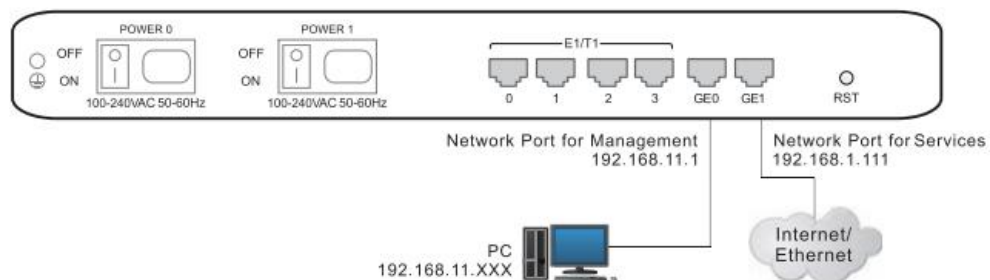 POWER 0
OFF
ON
100-240VAC 50-60Hz
POWER 1
OFF
ON
100-240VAC 50-60Hz
E1/T1
0 1 2 3 GE0 GE1 RST
Network Port for Management
192.168.11.1
Network Port for Services
192.168.1.111
PC
192.168.11.XXX
Internet/
Ethernet